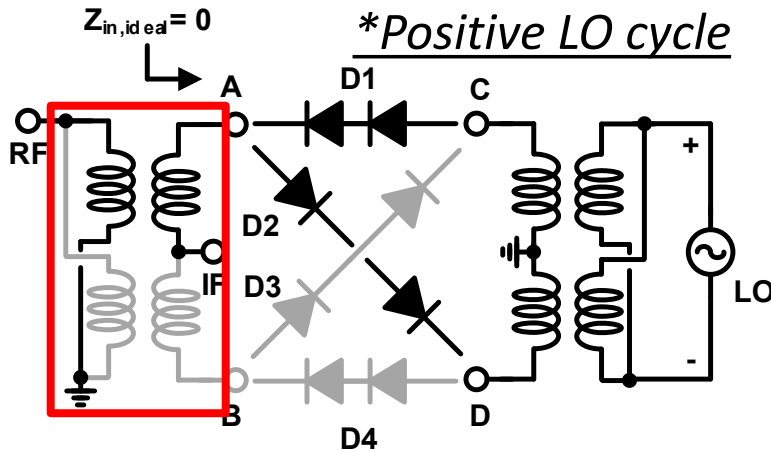 Zin,ideal = 0
*Positive LO cycle
A
D1
C
RF
+
D2
IF
D3
LO
-
B
D4
D